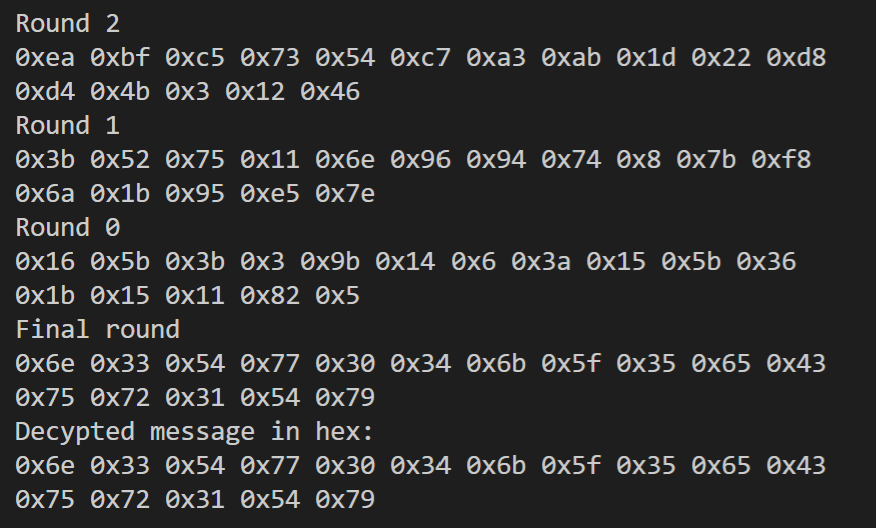 Round 2
0xea 0xbf 0xc5 0x73 0x54 0xc7 0xa3 0xab 0x1d 0x22 0xd8
0xd4 0x4b 0x3 0x12 0x46
Round 1
0x3b 0x52 0x75 0x11 0x6e 0x96 0x94 0x74 0x8 0x7b 0xf8
0x6a 0x1b 0x95 0xe5 0x7e
Round 0
0x16 0x5b 0x3b 0x3 0x9b 0x14 0x6 0x3a 0x15 0x5b 0x36
0x1b 0x15 0x11 0x82 0x5
Final round
0x6e 0x33 0x54 0x77 0x30 0x34 0x6b 0x5f 0x35 0x65 0x43
0x75 0x72 0x31 0x54 0x79
Decypted message in hex:
0x6e 0x33 0x54 0x77 0x30 0x34 0x6b 0x5f 0x35 0x65 0x43
0x75 0x72 0x31 0x54 0x79